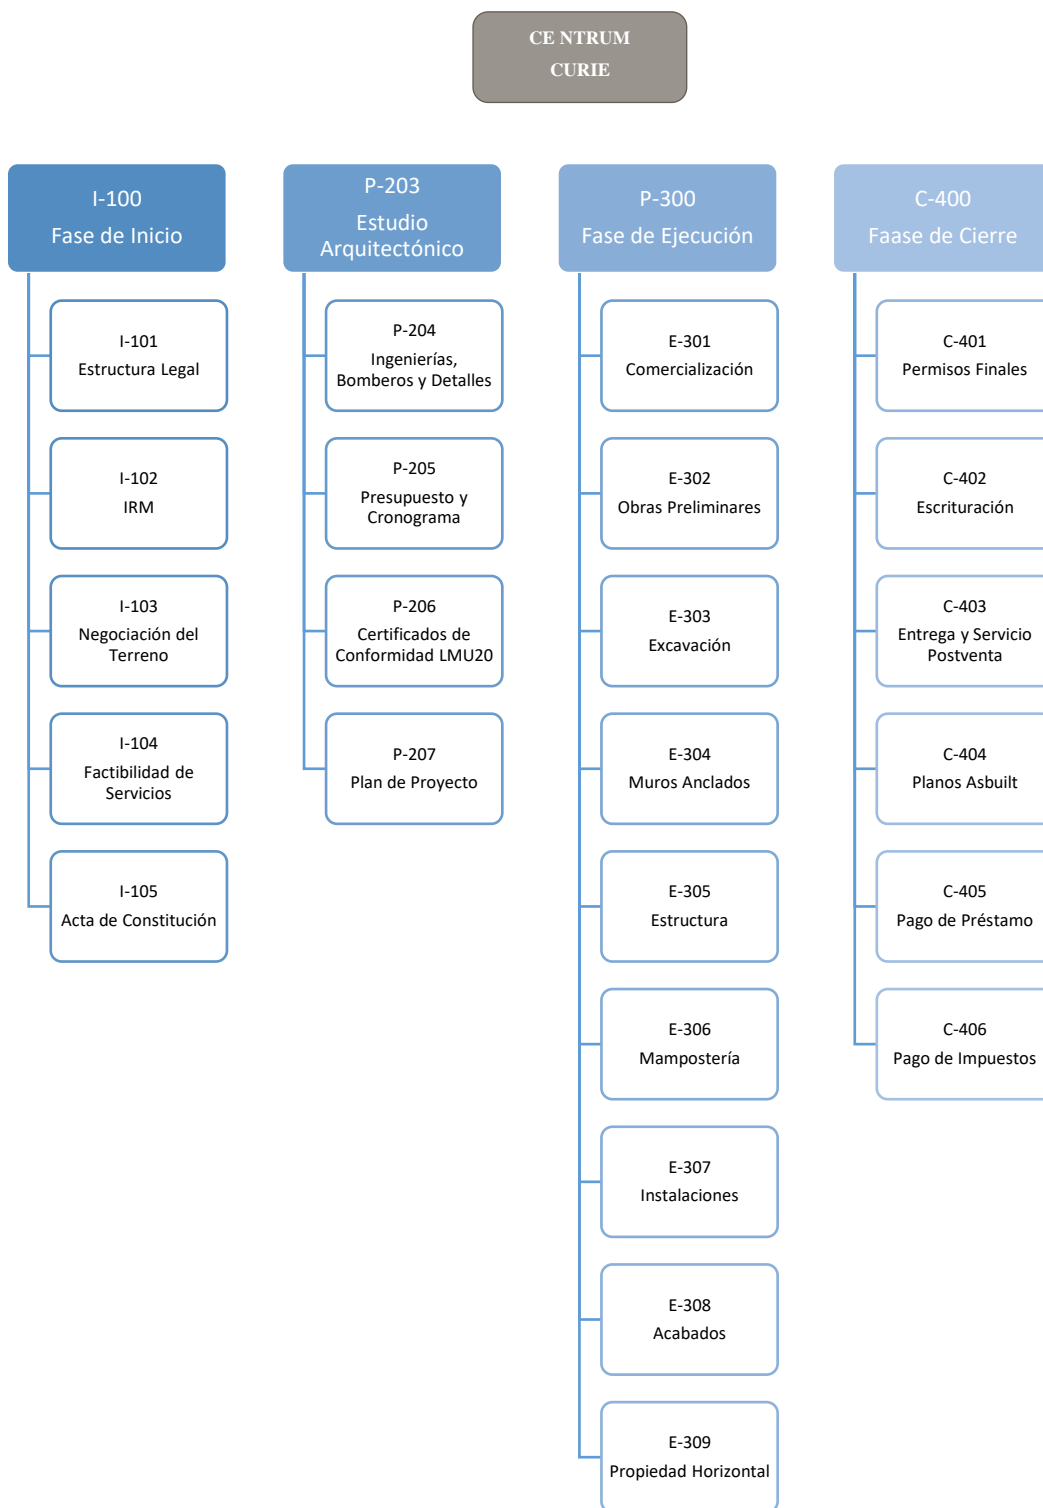 CE NTRUM
CURIE
I-100
Fase de Inicio
I-101
Estructura Legal
I-102
IRM
I-103
Negociación del
Terreno
I-104
Factibilidad de
Servicios
I-105
Acta de Constitución
P-203
Estudio
Arquitectónico
P-204
Ingenierías,
Bomberos y Detalles
P-205
Presupuesto y
Cronograma
P-206
Certificados de
Conformidad LMU20
P-207
Plan de Proyecto
P-300
Fase de Ejecución
E-301
Comercialización
E-302
Obras Preliminares
E-303
Excavación
E-304
Muros Anclados
E-305
Estructura
E-306
Mampostería
E-307
Instalaciones
E-308
Acabados
E-309
Propiedad Horizontal
C-400
Faase de Cierre
C-401
Permisos Finales
C-402
Escrituración
C-403
Entrega y Servicio
Postventa
C-404
Planos Asbuilt
C-405
Pago de Préstamo
C-406
Pago de Impuestos